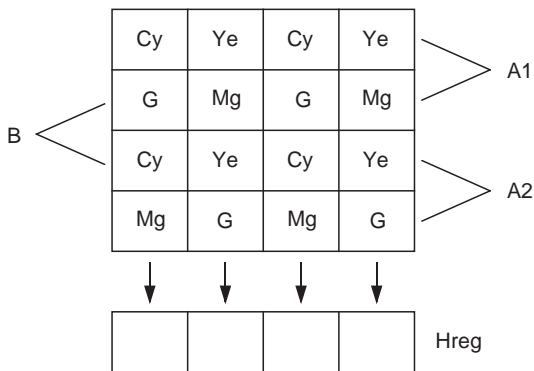 Cy Ye Cy Ye
A1
G Mg G Mg
B
Cy Ye Cy Ye
A2
Mg G Mg G
Hreg